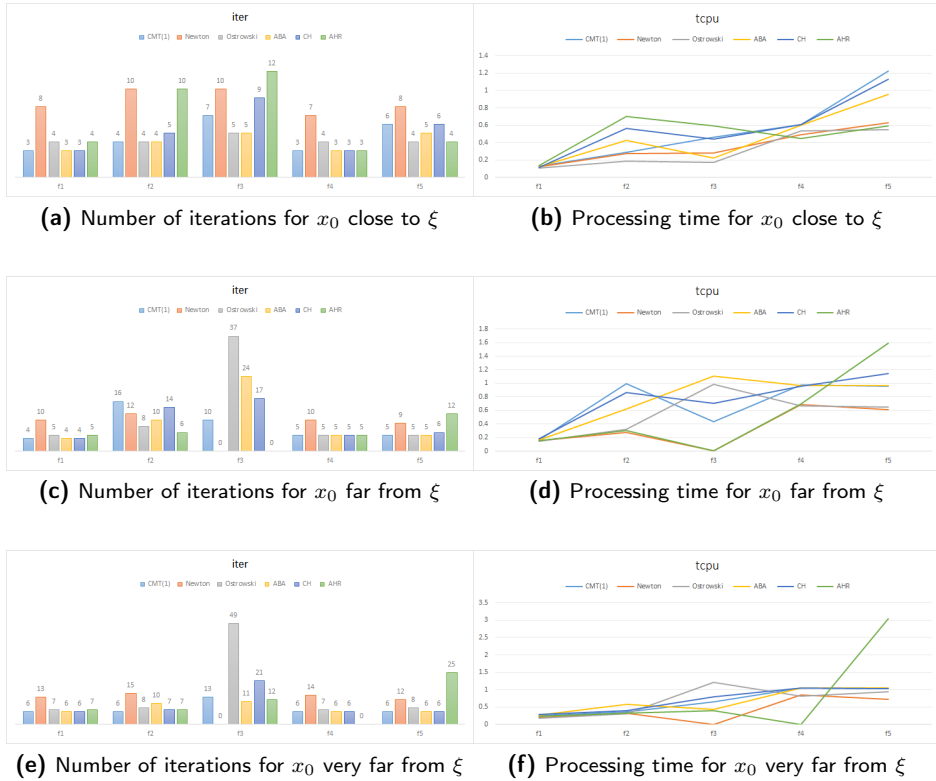 iter
CMT(1) Newton Ostrowski ABA CH AHR
3 8 4 3 3 4 4 10 4 4 5 10 7 10 5 5 9 12 3 7 4 3 3 3 6 8 4 5 6 4
f1 f2 f3 f4 f5
(a) Number of iterations for x₀ close to ξ
tcpu
CMT(1) Newton Ostrowski ABA CH AHR
1.4
1.2
1
0.8
0.6
0.4
0.2
0
f1 f2 f3 f4 f5
(b) Processing time for x₀ close to ξ
iter
CMT(1) Newton Ostrowski ABA CH AHR
4 10 5 4 4 5 16 12 8 10 14 6 10 0 37 24 17 0 5 10 5 5 5 5 5 9 5 5 6 12
f1 f2 f3 f4 f5
(c) Number of iterations for x₀ far from ξ
tcpu
CMT(1) Newton Ostrowski ABA CH AHR
1.8
1.6
1.4
1.2
1
0.8
0.6
0.4
0.2
0
f1 f2 f3 f4 f5
(d) Processing time for x₀ far from ξ
iter
CMT(1) Newton Ostrowski ABA CH AHR
6 13 7 6 6 7 6 15 8 10 7 7 13 0 49 11 21 12 6 14 7 6 6 0 6 12 8 6 6 25
f1 f2 f3 f4 f5
(e) Number of iterations for x₀ very far from ξ
tcpu
CMT(1) Newton Ostrowski ABA CH AHR
3.5
3
2.5
2
1.5
1
0.5
0
f1 f2 f3 f4 f5
(f) Processing time for x₀ very far from ξ